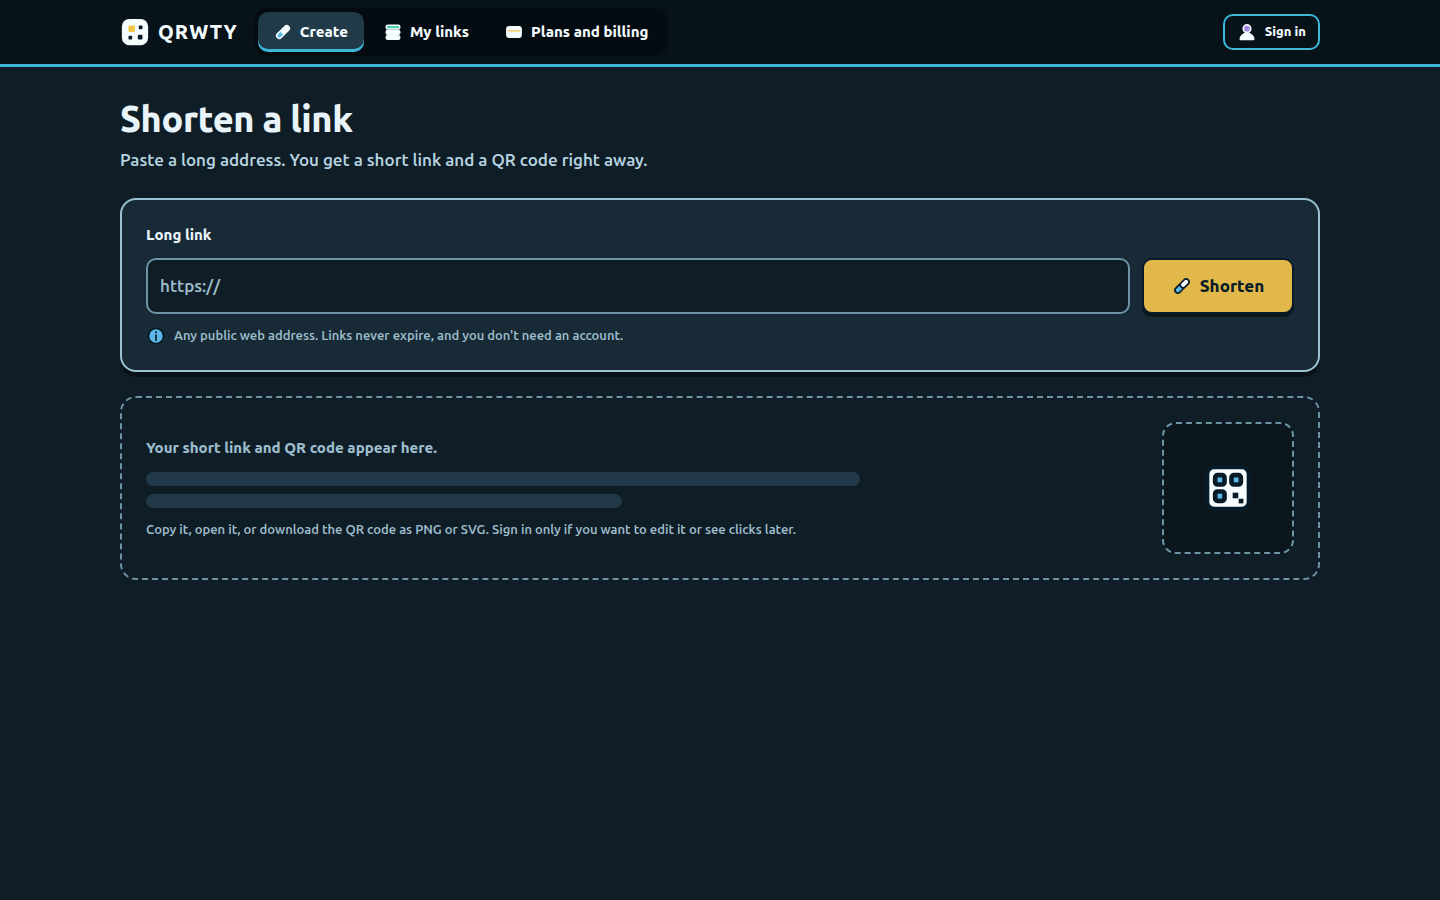 QRWTY
Create
My links
Plans and billing
Sign in
Shorten a link
Paste a long address. You get a short link and a QR code right away.
Long link
https://
Shorten
Any public web address. Links never expire, and you don't need an account.
Your short link and QR code appear here.
Copy it, open it, or download the QR code as PNG or SVG. Sign in only if you want to edit it or see clicks later.